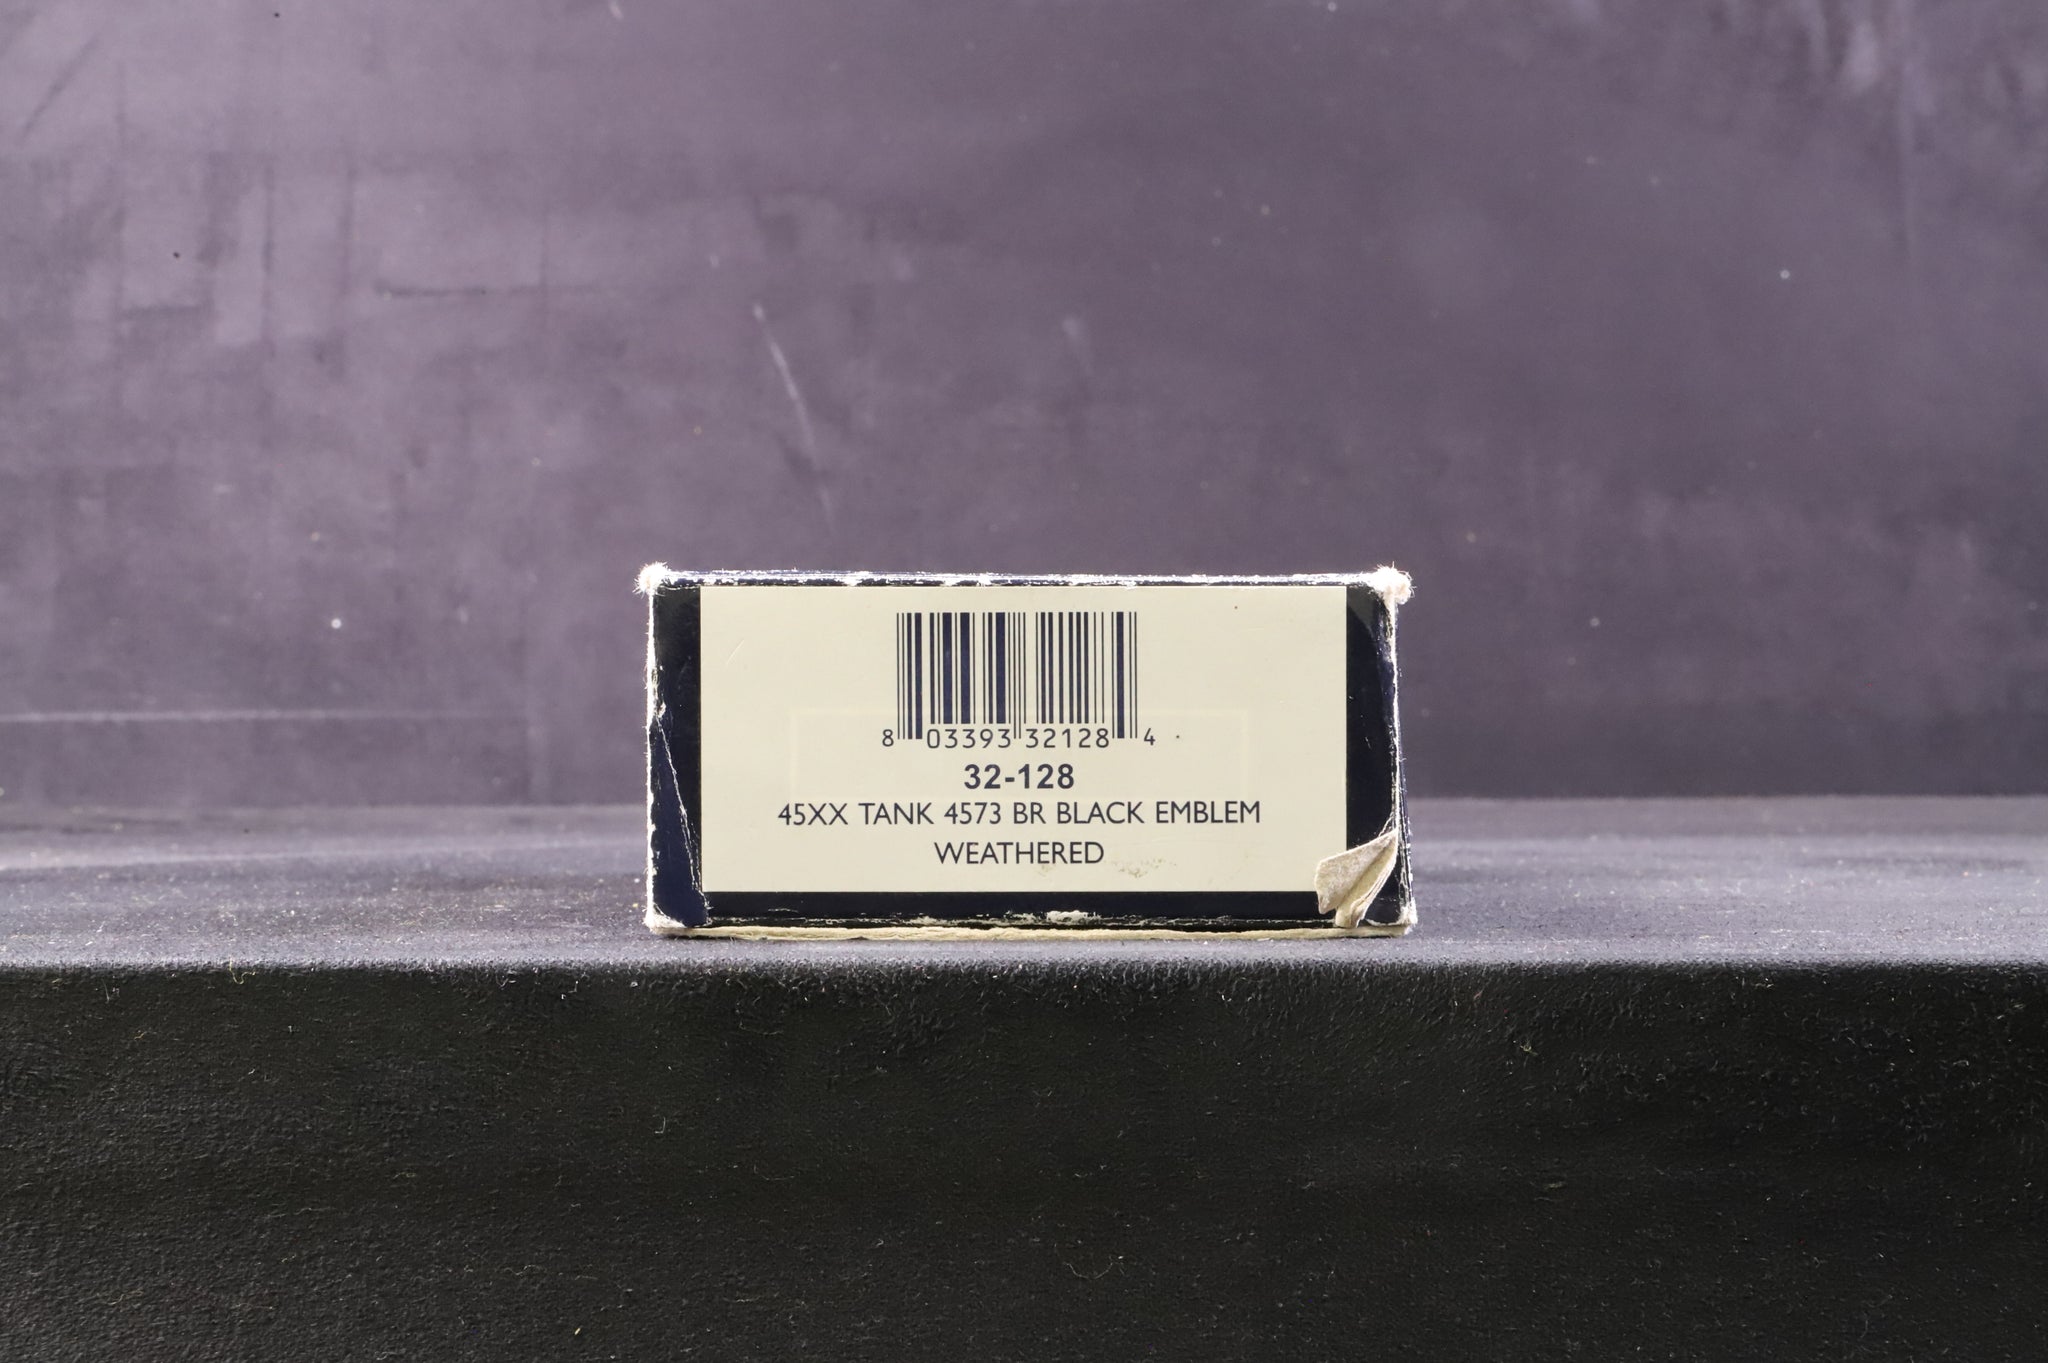 8 03393 32128 4
32-128
45XX TANK 4573 BR BLACK EMBLEM
WEATHERED